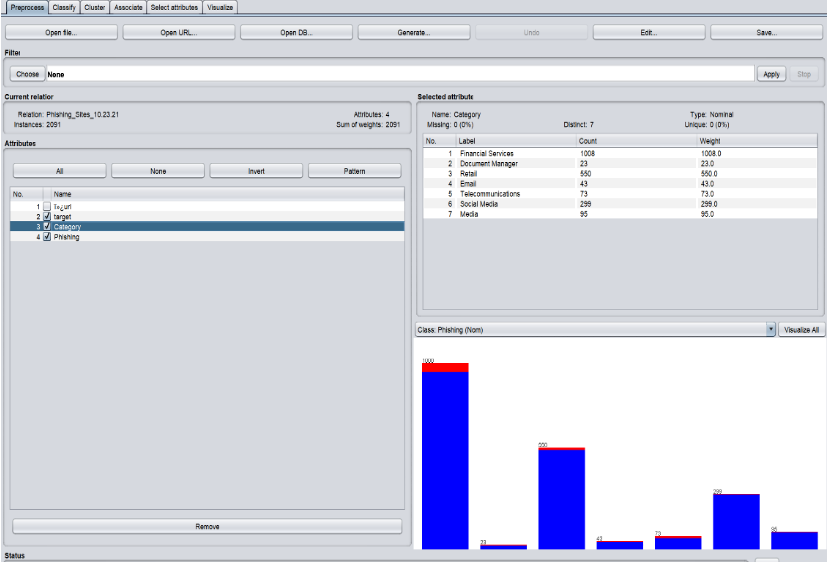 Preprocess Classify Cluster Associate Select attributes Visualize
Open file... Open URL... Open DB... Generate... Undo Edit... Save...
Filter
Choose None Apply Stop
Current relation
Relation: Phishing_Sites_10.23.21 Attributes: 4
Instances: 2091 Sum of weights: 2091
Attributes
All None Invert Pattern
No. Name
1 ï»¿url
2 target
3 Category
4 Phishing
Remove
Status
Selected attribute
Name: Category Type: Nominal
Missing: 0 (0%) Distinct: 7 Unique: 0 (0%)
No. Label Count Weight
1 Financial Services 1008 1008.0
2 Document Manager 23 23.0
3 Retail 550 550.0
4 Email 43 43.0
5 Telecommunications 73 73.0
6 Social Media 299 299.0
7 Media 95 95.0
Class: Phishing (Nom) Visualize All
23
43
73
299
95